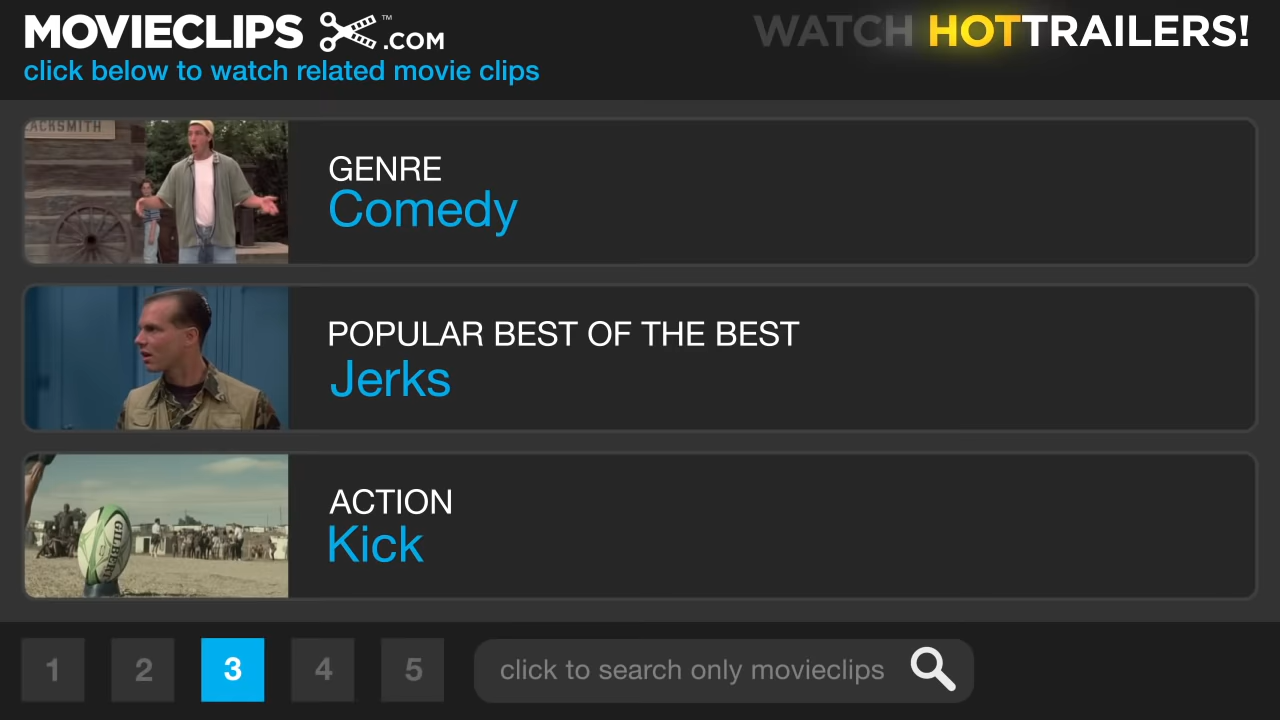 MOVIECLIPS ™ .COM
WATCH HOTTRAILERS!
click below to watch related movie clips
ACKSMITH
GENRE
Comedy
POPULAR BEST OF THE BEST
Jerks
ACTION
Kick
GILBERT
1 2 3 4 5
click to search only movieclips